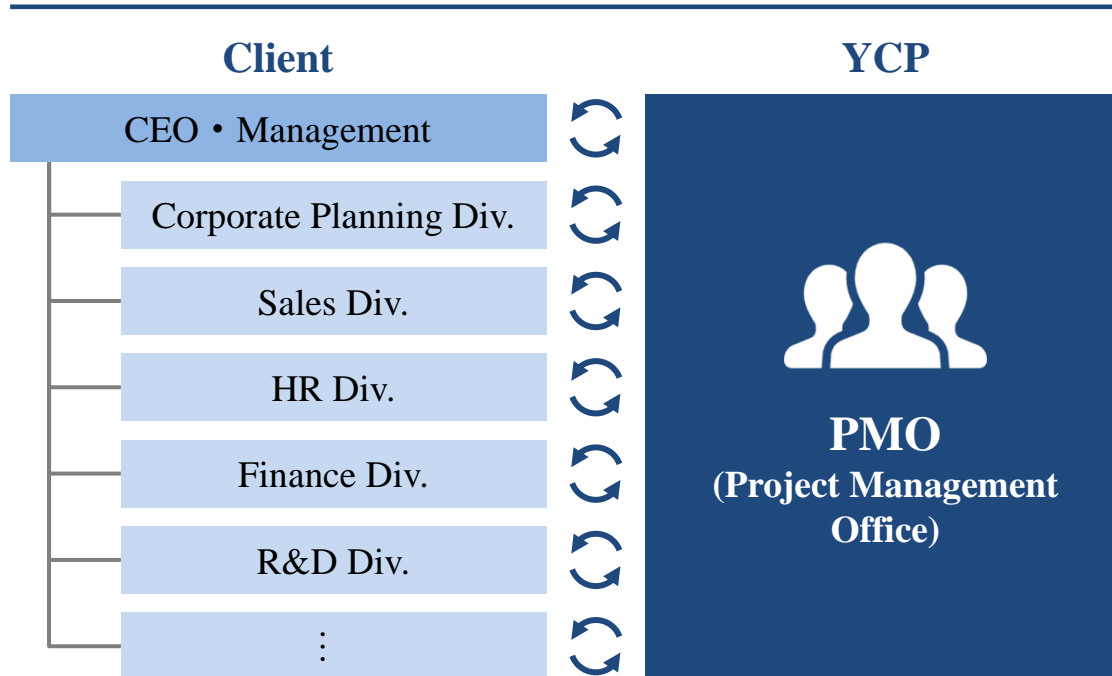 Client
YCP
CEO・Management
Corporate Planning Div.
Sales Div.
HR Div.
Finance Div.
R&D Div.
⋮
PMO
(Project Management
Office)